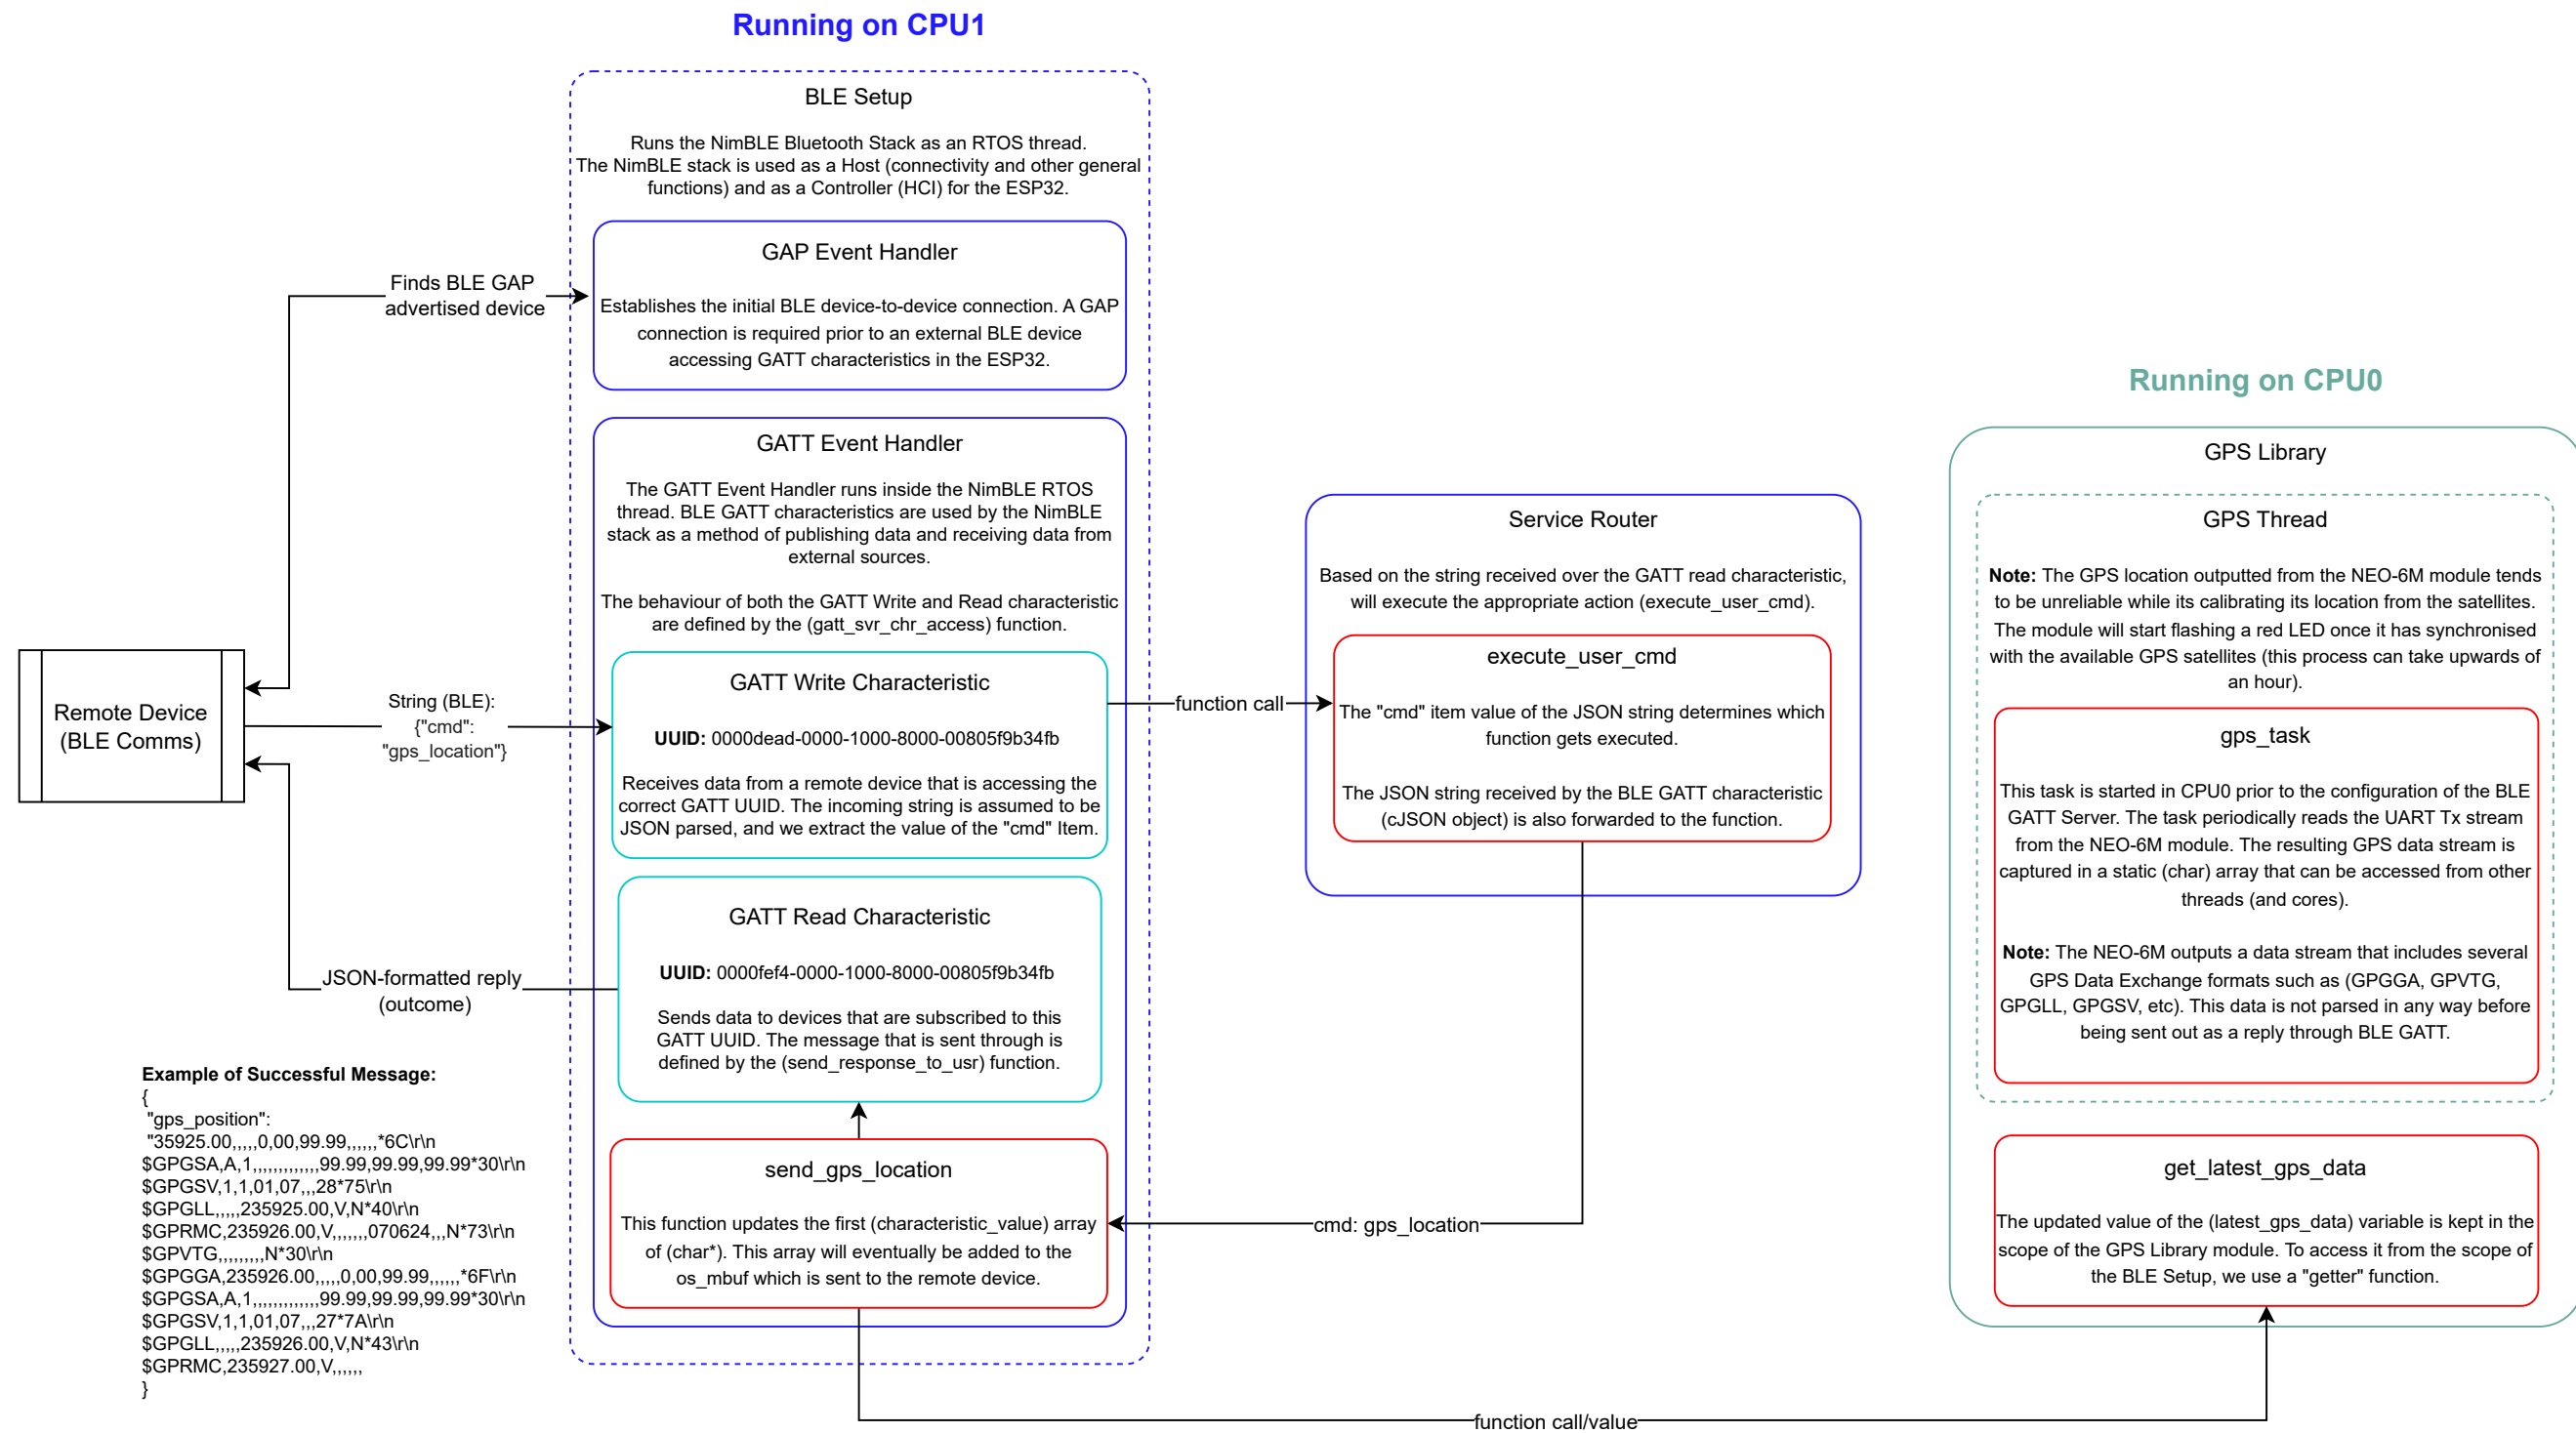 Running on CPU1
BLE Setup
Runs the NimBLE Bluetooth Stack as an RTOS thread.
The NimBLE stack is used as a Host (connectivity and other general
functions) and as a Controller (HCI) for the ESP32.
GAP Event Handler
Establishes the initial BLE device-to-device connection. A GAP
connection is required prior to an external BLE device
accessing GATT characteristics in the ESP32.
Finds BLE GAP
advertised device
GATT Event Handler
The GATT Event Handler runs inside the NimBLE RTOS
thread. BLE GATT characteristics are used by the NimBLE
stack as a method of publishing data and receiving data from
external sources.
The behaviour of both the GATT Write and Read characteristic
are defined by the (gatt_svr_chr_access) function.
Remote Device
(BLE Comms)
String (BLE):
{"cmd":
"gps_location"}
GATT Write Characteristic
UUID: 0000dead-0000-1000-8000-00805f9b34fb
Receives data from a remote device that is accessing the
correct GATT UUID. The incoming string is assumed to be
JSON parsed, and we extract the value of the "cmd" Item.
GATT Read Characteristic
UUID: 0000fef4-0000-1000-8000-00805f9b34fb
Sends data to devices that are subscribed to this
GATT UUID. The message that is sent through is
defined by the (send_response_to_usr) function.
JSON-formatted reply
(outcome)
send_gps_location
This function updates the first (characteristic_value) array
of (char*). This array will eventually be added to the
os_mbuf which is sent to the remote device.
Example of Successful Message:
{
"gps_position":
"35925.00,,,,,0,00,99.99,,,,,,*6C\r\n
$GPGSA,A,1,,,,,,,,,,,,,99.99,99.99,99.99*30\r\n
$GPGSV,1,1,01,07,,,28*75\r\n
$GPGLL,,,,,235925.00,V,N*40\r\n
$GPRMC,235926.00,V,,,,,,,070624,,,N*73\r\n
$GPVTG,,,,,,,,,N*30\r\n
$GPGGA,235926.00,,,,,0,00,99.99,,,,,,*6F\r\n
$GPGSA,A,1,,,,,,,,,,,,,99.99,99.99,99.99*30\r\n
$GPGSV,1,1,01,07,,,27*7A\r\n
$GPGLL,,,,,235926.00,V,N*43\r\n
$GPRMC,235927.00,V,,,,,,
}
function call
Service Router
Based on the string received over the GATT read characteristic,
will execute the appropriate action (execute_user_cmd).
execute_user_cmd
The "cmd" item value of the JSON string determines which
function gets executed.
The JSON string received by the BLE GATT characteristic
(cJSON object) is also forwarded to the function.
cmd: gps_location
function call/value
Running on CPU0
GPS Library
GPS Thread
Note: The GPS location outputted from the NEO-6M module tends
to be unreliable while its calibrating its location from the satellites.
The module will start flashing a red LED once it has synchronised
with the available GPS satellites (this process can take upwards of
an hour).
gps_task
This task is started in CPU0 prior to the configuration of the BLE
GATT Server. The task periodically reads the UART Tx stream
from the NEO-6M module. The resulting GPS data stream is
captured in a static (char) array that can be accessed from other
threads (and cores).
Note: The NEO-6M outputs a data stream that includes several
GPS Data Exchange formats such as (GPGGA, GPVTG,
GPGLL, GPGSV, etc). This data is not parsed in any way before
being sent out as a reply through BLE GATT.
get_latest_gps_data
The updated value of the (latest_gps_data) variable is kept in the
scope of the GPS Library module. To access it from the scope of
the BLE Setup, we use a "getter" function.